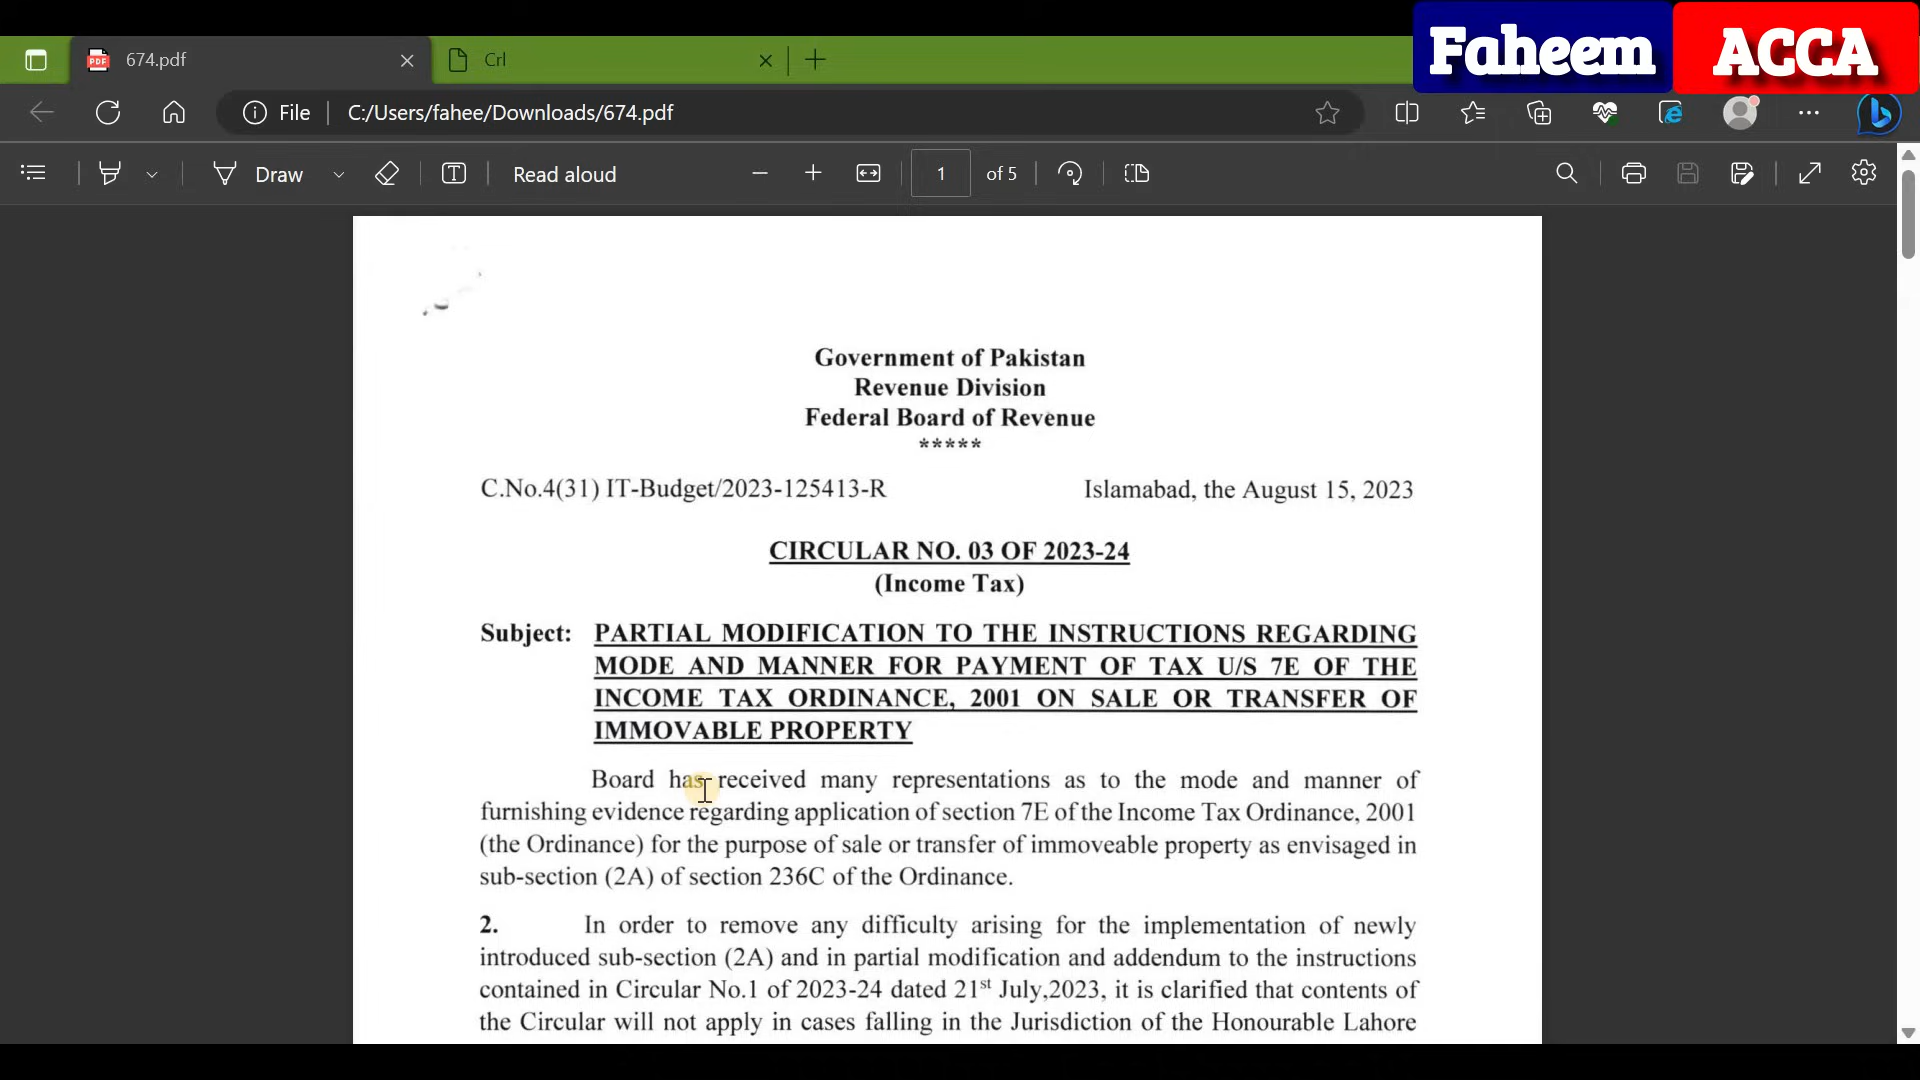 Faheem ACCA
674.pdf Crl
File C:/Users/fahee/Downloads/674.pdf
Draw Read aloud 1 of 5
Government of Pakistan
Revenue Division
Federal Board of Revenue
*****
C.No.4(31) IT-Budget/2023-125413-R Islamabad, the August 15, 2023
CIRCULAR NO. 03 OF 2023-24
(Income Tax)
Subject: PARTIAL MODIFICATION TO THE INSTRUCTIONS REGARDING
MODE AND MANNER FOR PAYMENT OF TAX U/S 7E OF THE
INCOME TAX ORDINANCE, 2001 ON SALE OR TRANSFER OF
IMMOVABLE PROPERTY
Board has received many representations as to the mode and manner of
furnishing evidence regarding application of section 7E of the Income Tax Ordinance, 2001
(the Ordinance) for the purpose of sale or transfer of immoveable property as envisaged in
sub-section (2A) of section 236C of the Ordinance.
2. In order to remove any difficulty arising for the implementation of newly
introduced sub-section (2A) and in partial modification and addendum to the instructions
contained in Circular No.1 of 2023-24 dated 21st July,2023, it is clarified that contents of
the Circular will not apply in cases falling in the Jurisdiction of the Honourable Lahore